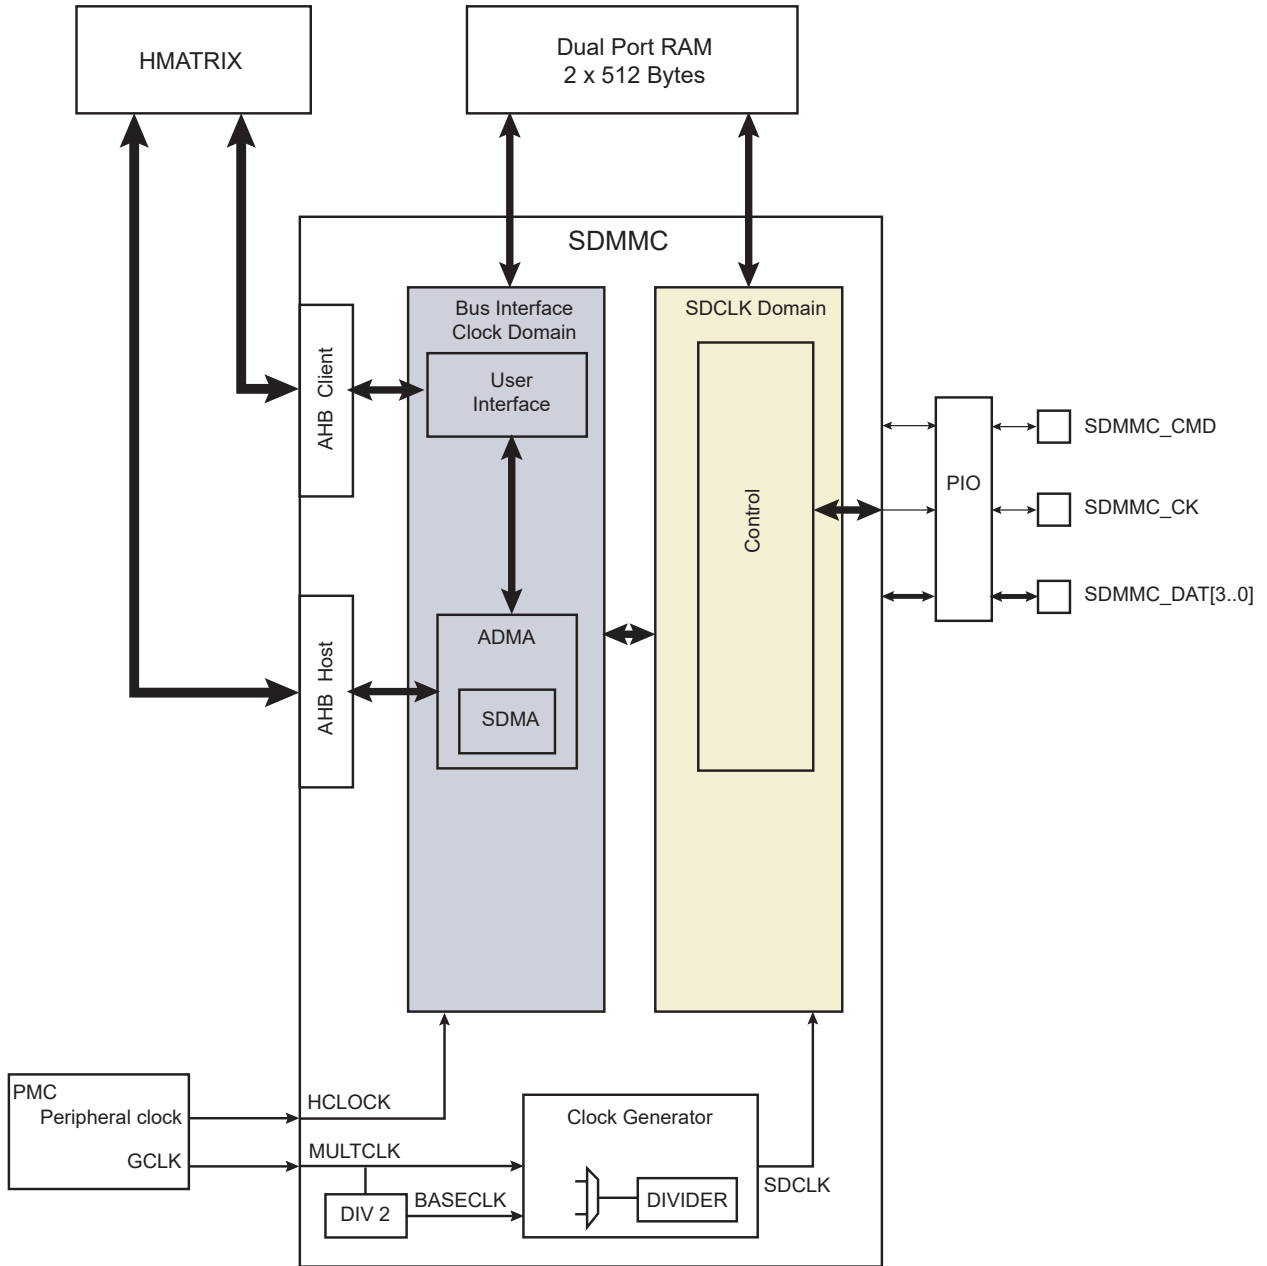 HMATRIX
Dual Port RAM
2 x 512 Bytes
SDMMC
Bus Interface
Clock Domain
SDCLK Domain
AHB Client
User
Interface
Control
PIO
SDMMC_CMD
SDMMC_CK
SDMMC_DAT[3..0]
AHB Host
ADMA
SDMA
PMC
Peripheral clock
GCLK
HCLOCK
MULTCLK
DIV 2
BASECLK
Clock Generator
DIVIDER
SDCLK